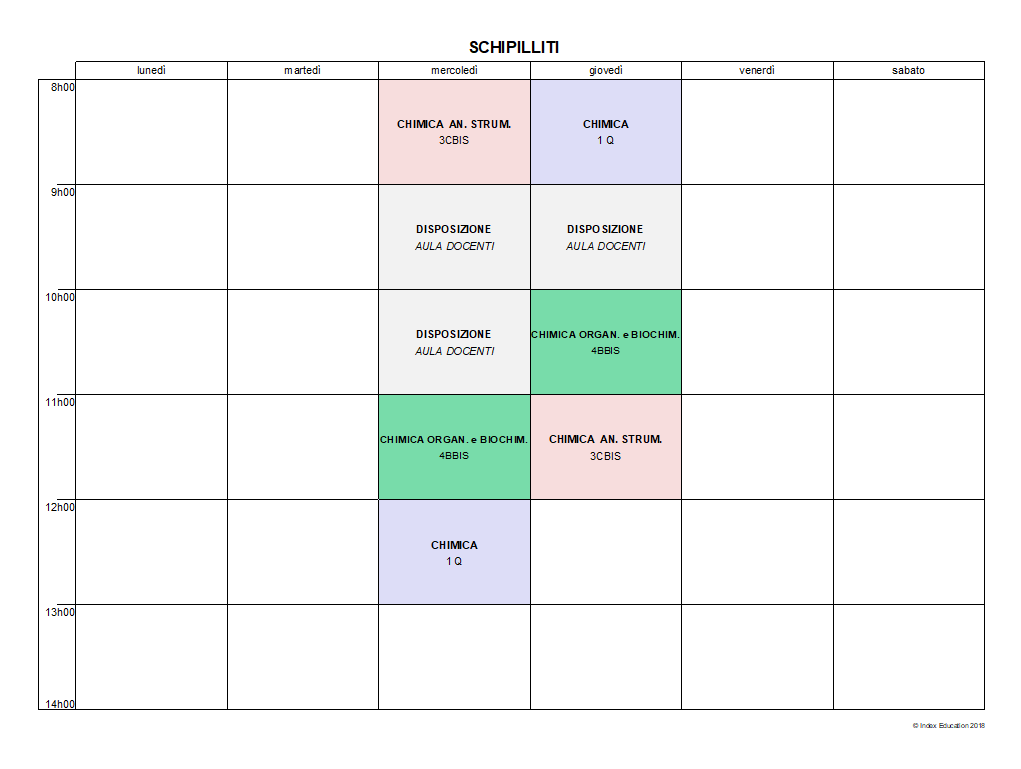 SCHIPILLITI
lunedì martedì mercoledì giovedì venerdì sabato
8h00
CHIMICA AN. STRUM. CHIMICA
3CBIS 1 Q
9h00
DISPOSIZIONE DISPOSIZIONE
AULA DOCENTI AULA DOCENTI
10h00
DISPOSIZIONE CHIMICA ORGAN. e BIOCHIM.
AULA DOCENTI 4BBIS
11h00
CHIMICA ORGAN. e BIOCHIM. CHIMICA AN. STRUM.
4BBIS 3CBIS
12h00
CHIMICA
1 Q
13h00
14h00
© Index Education 2018